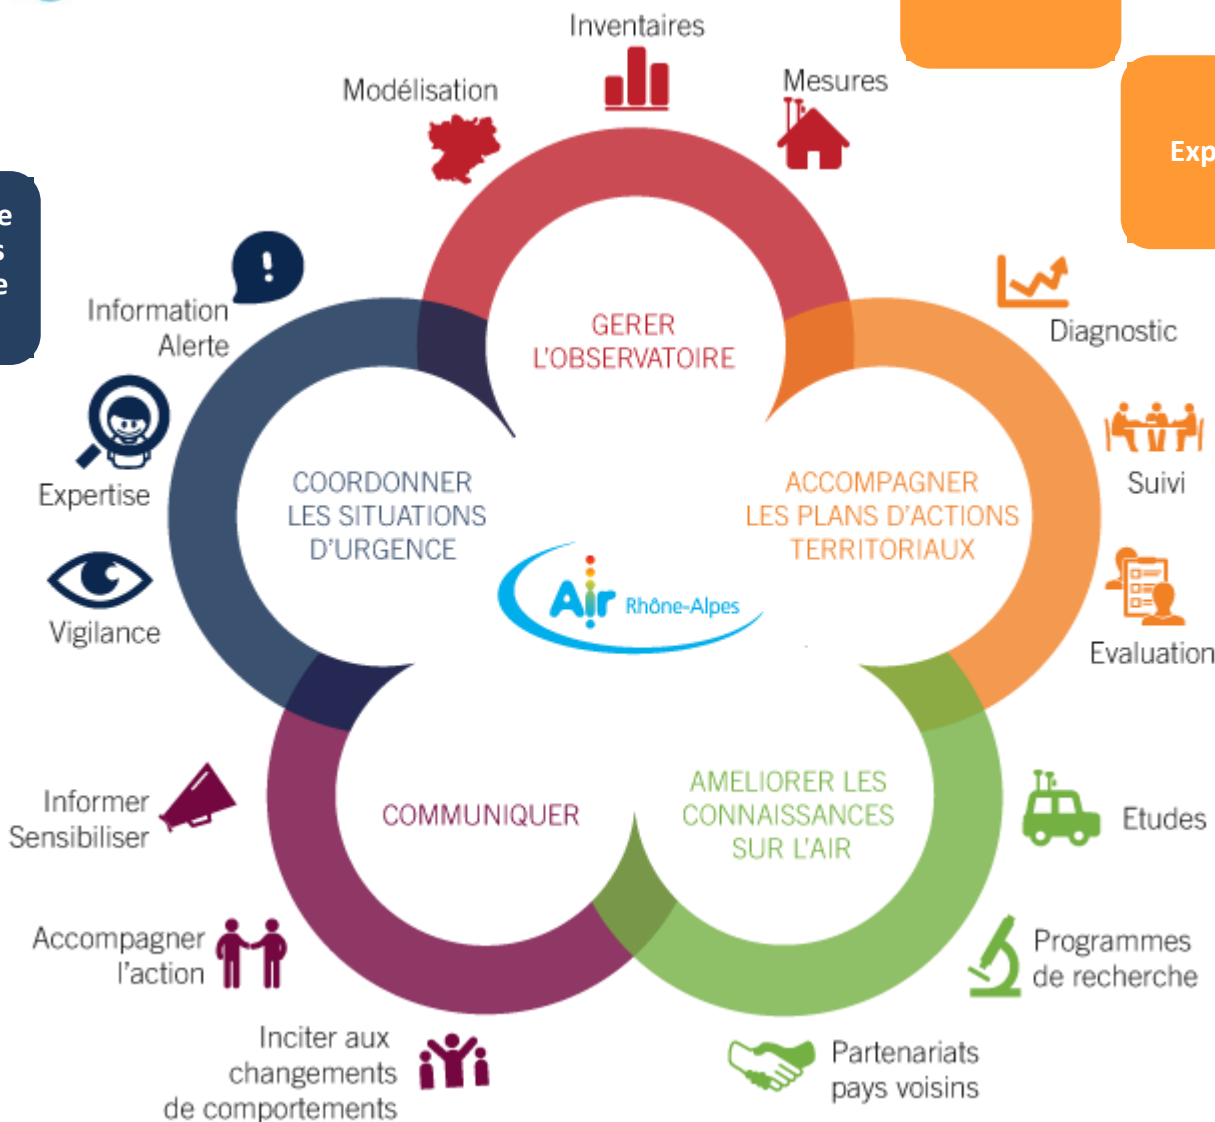 Inventaires
Modélisation
Mesures
Exp
e
s
e
Information
Alerte
Diagnostic
GERER
L'OBSERVATOIRE
Expertise
COORDONNER
LES SITUATIONS
D'URGENCE
ACCOMPAGNER
LES PLANS D'ACTIONS
TERRITORIAUX
Suivi
Vigilance
Air Rhône-Alpes
Evaluation
Informer
Sensibiliser
COMMUNIQUER
AMELIORER LES
CONNAISSANCES
SUR L'AIR
Etudes
Accompagner
l'action
Programmes
de recherche
Inciter aux
changements
de comportements
Partenariats
pays voisins